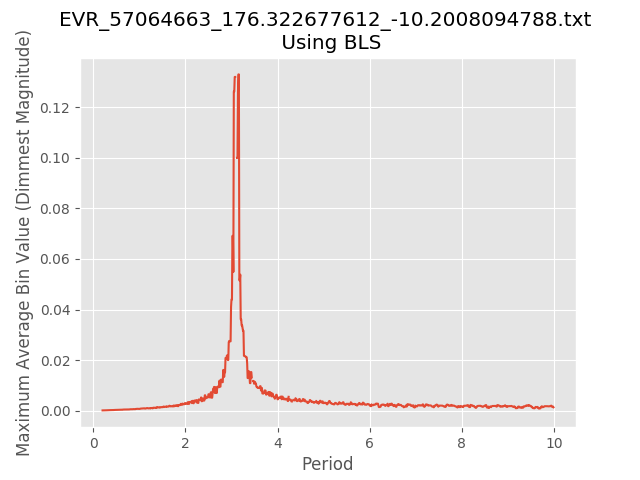 EVR_57064663_176.322677612_-10.2008094788.txt
Using BLS
Maximum Average Bin Value (Dimmest Magnitude)
0.12
0.10
0.08
0.06
0.04
0.02
0.00
0 2 4 6 8 10
Period